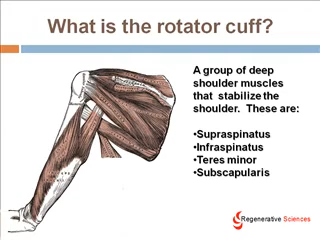 What is the rotator cuff?
A group of deep
shoulder muscles
that stabilize the
shoulder. These are:
•Supraspinatus
•Infraspinatus
•Teres minor
•Subscapularis
Regenerative Sciences